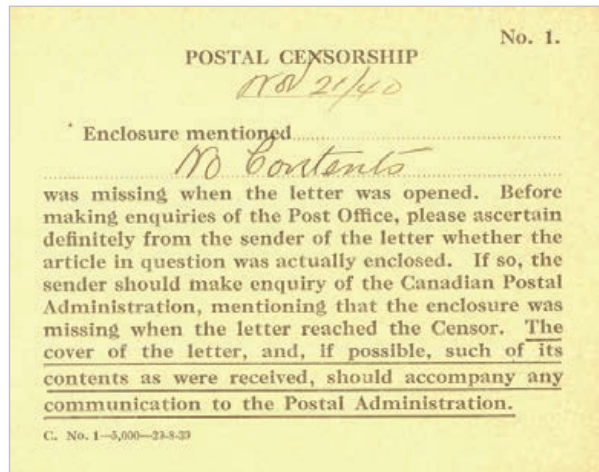 No. 1.
POSTAL CENSORSHIP
Nov 21/40
Enclosure mentioned
No Contents
was missing when the letter was opened. Before
making enquiries of the Post Office, please ascertain
definitely from the sender of the letter whether the
article in question was actually enclosed. If so, the
sender should make enquiry of the Canadian Postal
Administration, mentioning that the enclosure was
missing when the letter reached the Censor. The
cover of the letter, and, if possible, such of its
contents as were received, should accompany any
communication to the Postal Administration.
C. No. 1—5,000—23-8-39